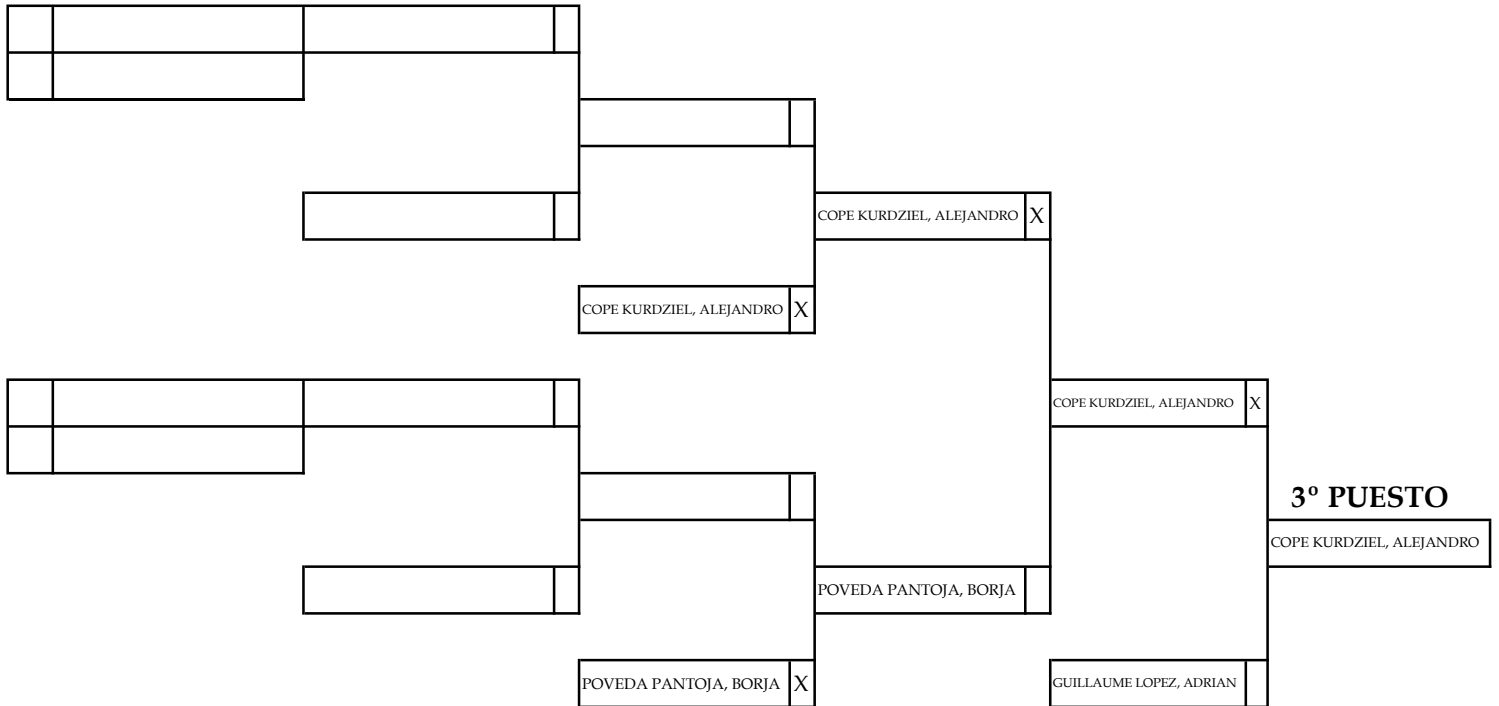 COPE KURDZIEL, ALEJANDRO X
COPE KURDZIEL, ALEJANDRO X
COPE KURDZIEL, ALEJANDRO X
3º PUESTO
COPE KURDZIEL, ALEJANDRO
POVEDA PANTOJA, BORJA
POVEDA PANTOJA, BORJA X
GUILLAUME LOPEZ, ADRIAN